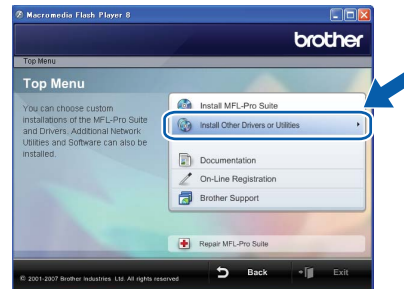 Macromedia Flash Player 8
brother
Top Menu
Top Menu
You can choose custom
installations of the MFL-Pro Suite
and Drivers. Additional Network
Utilities and Software can also be
installed.
Install MFL-Pro Suite
Install Other Drivers or Utilities
Documentation
On-Line Registration
Brother Support
Repair MFL-Pro Suite
© 2001-2007 Brother Industries Ltd. All rights reserved
Back
Exit